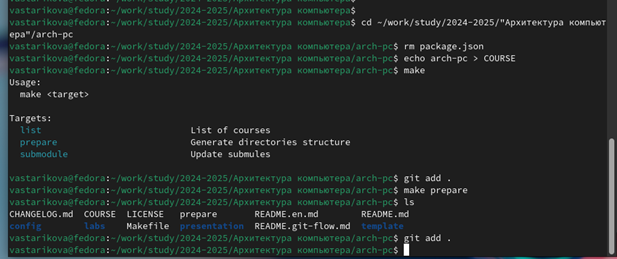 vastarikova@fedora:~/work/study/2024-2025/Архитектура компьютера$
vastarikova@fedora:~/work/study/2024-2025/Архитектура компьютера$ cd ~/work/study/2024-2025/"Архитектура компьют
ера"/arch-pc
vastarikova@fedora:~/work/study/2024-2025/Архитектура компьютера/arch-pc$ rm package.json
vastarikova@fedora:~/work/study/2024-2025/Архитектура компьютера/arch-pc$ echo arch-pc > COURSE
vastarikova@fedora:~/work/study/2024-2025/Архитектура компьютера/arch-pc$ make
Usage:
  make <target>

Targets:
  list                          List of courses
  prepare                       Generate directories structure
  submodule                     Update submules

vastarikova@fedora:~/work/study/2024-2025/Архитектура компьютера/arch-pc$ git add .
vastarikova@fedora:~/work/study/2024-2025/Архитектура компьютера/arch-pc$ make prepare
vastarikova@fedora:~/work/study/2024-2025/Архитектура компьютера/arch-pc$ ls
CHANGELOG.md  COURSE  LICENSE   prepare       README.en.md        README.md
config        labs    Makefile  presentation  README.git-flow.md  template
vastarikova@fedora:~/work/study/2024-2025/Архитектура компьютера/arch-pc$ git add .
vastarikova@fedora:~/work/study/2024-2025/Архитектура компьютера/arch-pc$